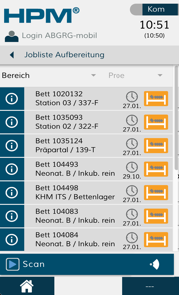 HPM®
Kom
Login ABGRG-mobil
10:51
(10:50)
Jobliste Aufbereitung
Bereich
Prüe
Bett 1020132
Station 03 / 337-F
27.01.
Bett 1035093
Station 02 / 322-F
27.01.
Bett 1035124
Präpartal / 139-T
27.01.
Bett 104493
Neonat. B / Inkub. rein
29.10.
Bett 104498
KHM ITS / Bettenlager
27.01.
Bett 104083
Neonat. B / Inkub. rein
27.01.
Bett 104084
Neonat. B / Inkub. rein
27.01.
Scan
---